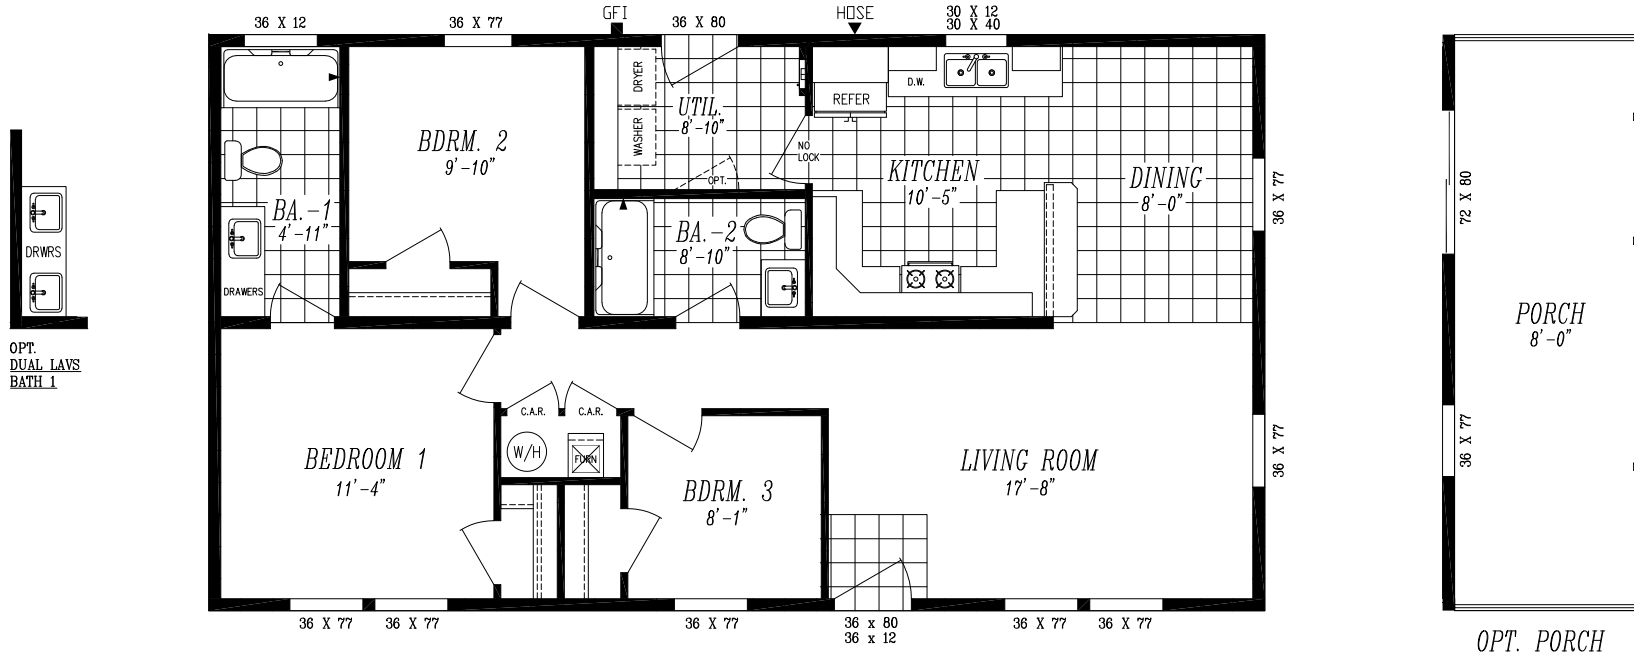 36 X 12
36 X 77
GFI
36 X 80
HOSE
30 X 12
30 X 40
DRYER
WASHER
UTIL.
8'-10"
OPT.
NO
LOCK
REFER
D.W.
KITCHEN
10'-5"
DINING
8'-0"
36 X 77
72 X 80
BDRM. 2
9'-10"
BA.-1
4'-11"
DRAWERS
BA.-2
8'-10"
DRWRS
OPT.
DUAL LAVS
BATH 1
PORCH
8'-0"
C.A.R.
C.A.R.
W/H
FURN
BEDROOM 1
11'-4"
BDRM. 3
8'-1"
LIVING ROOM
17'-8"
36 X 77
36 X 77
36 X 77
36 X 77
36 X 77
36 x 80
36 x 12
36 X 77
36 X 77
OPT. PORCH